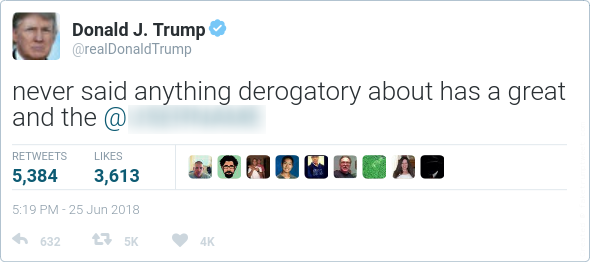 Donald J. Trump
@realDonaldTrump
never said anything derogatory about has a great
and the @
RETWEETS LIKES
5,384 3,613
5:19 PM - 25 Jun 2018
632 5K 4K